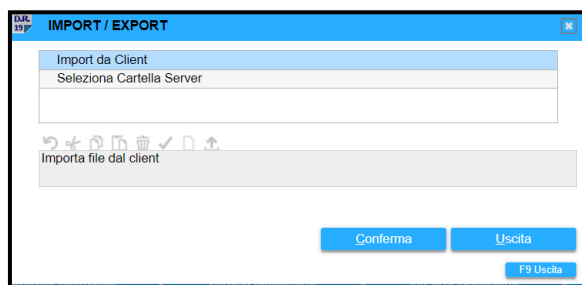 D.R.
19
IMPORT / EXPORT
Import da Client
Seleziona Cartella Server
Importa file dal client
Conferma
Uscita
F9 Uscita